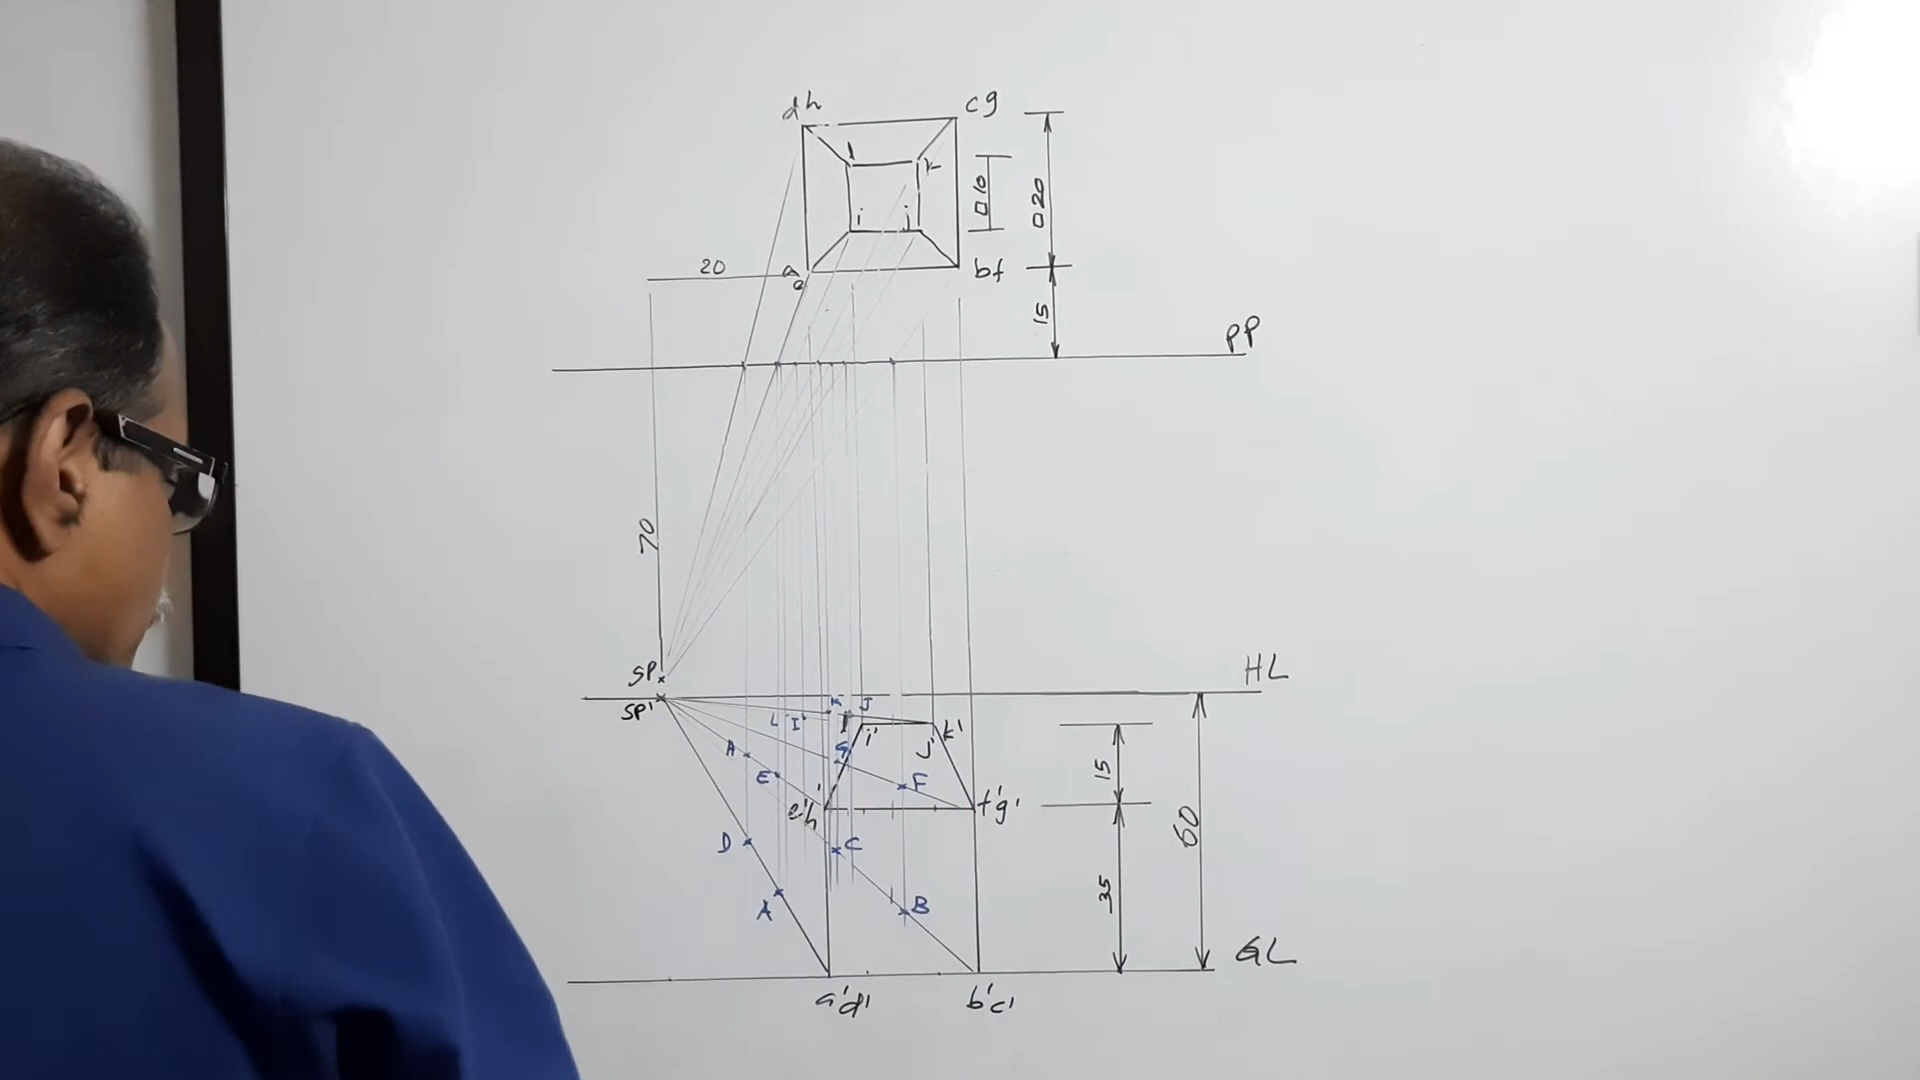 dh cg
l k
i j
□10 □20
20 a bf
e
15
PP
70
SP
HL
SP'
K J
L I l' i' j' k'
A G
E F
15
e'h' f'g'
60
D C
35
A B
GL
a'd' b'c'